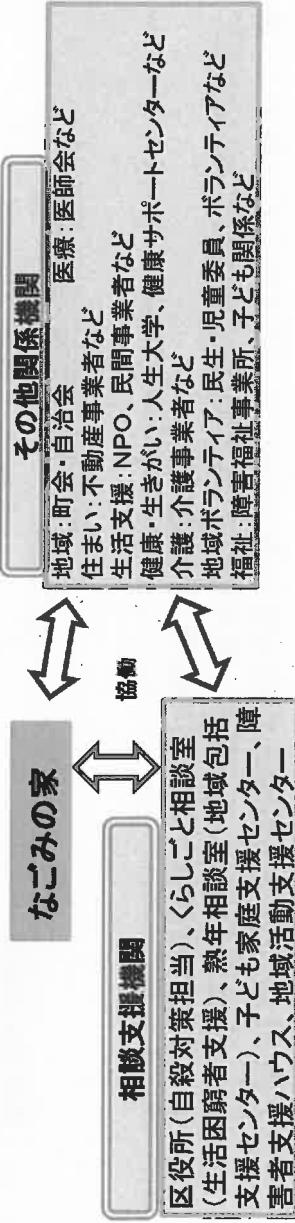 なごみの家
協働
相談支援機関
区役所(自殺対策担当)、くらしごと相談室
(生活困窮者支援)、熟年相談室(地域包括
支援センター)、子ども家庭支援センター、障
害者支援ハウス、地域活動支援センター
その他関係機関
地域:町会・自治会 医療:医師会など
住まい:不動産事業者など
生活支援:NPO、民間事業者など
健康・生きがい:人生大学、健康サポートセンターなど
介護:介護事業者など
地域ボランティア:民生・児童委員、ボランティアなど
福祉:障害福祉事業所、子ども関係など